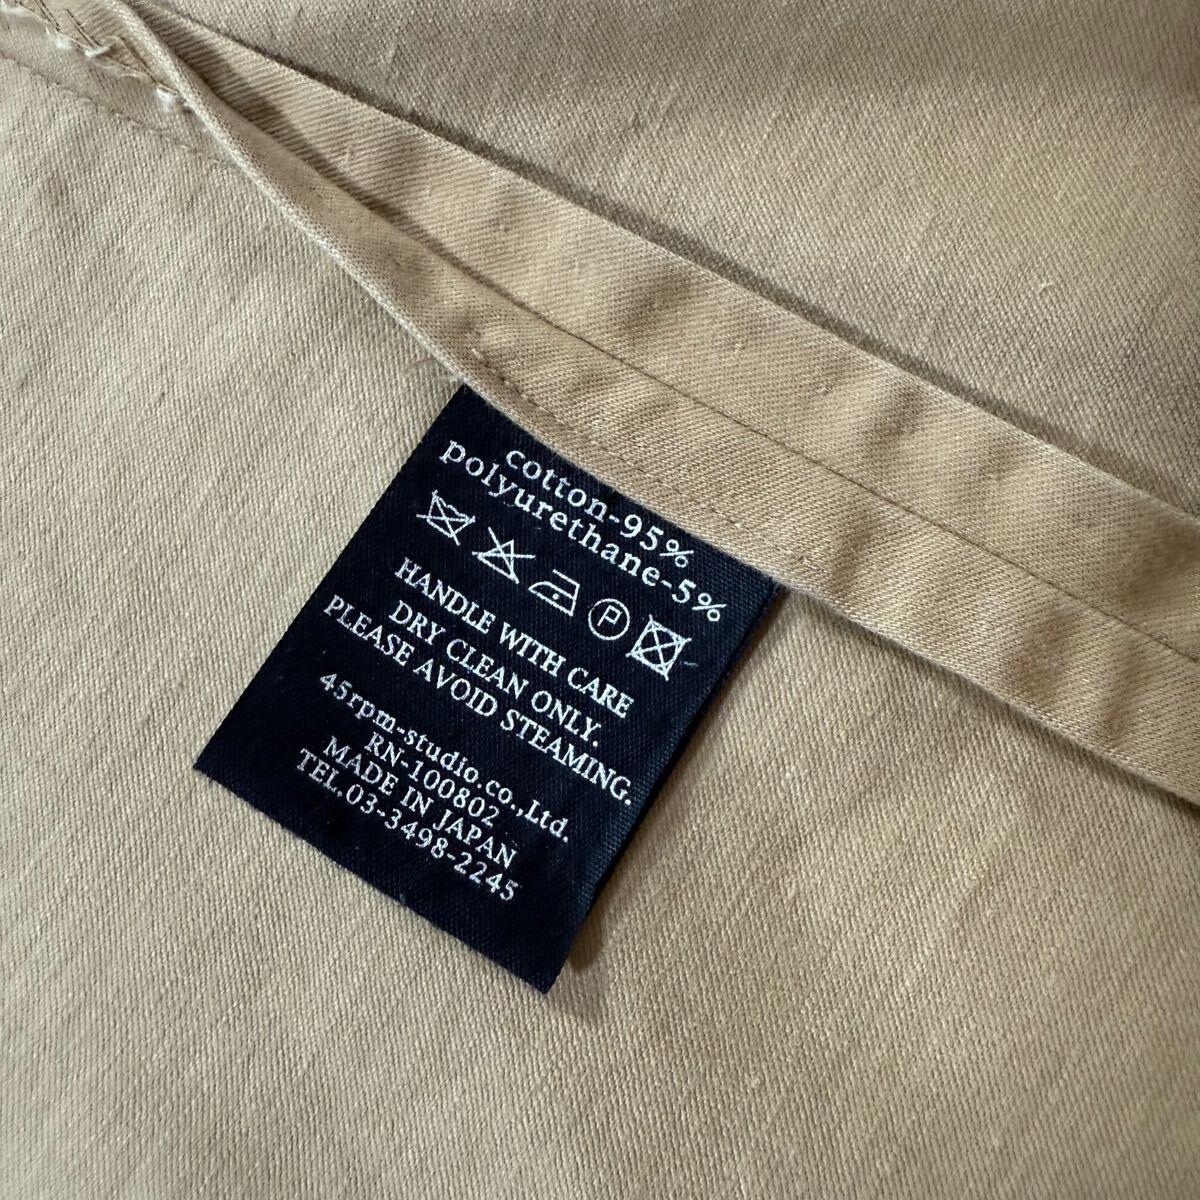 cotton-95%
polyurethane-5%
P
HANDLE WITH CARE
DRY CLEAN ONLY.
PLEASE AVOID STEAMING.
45rpm-studio.co.,Ltd.
RN-100802
MADE IN JAPAN
TEL.03-3498-2245